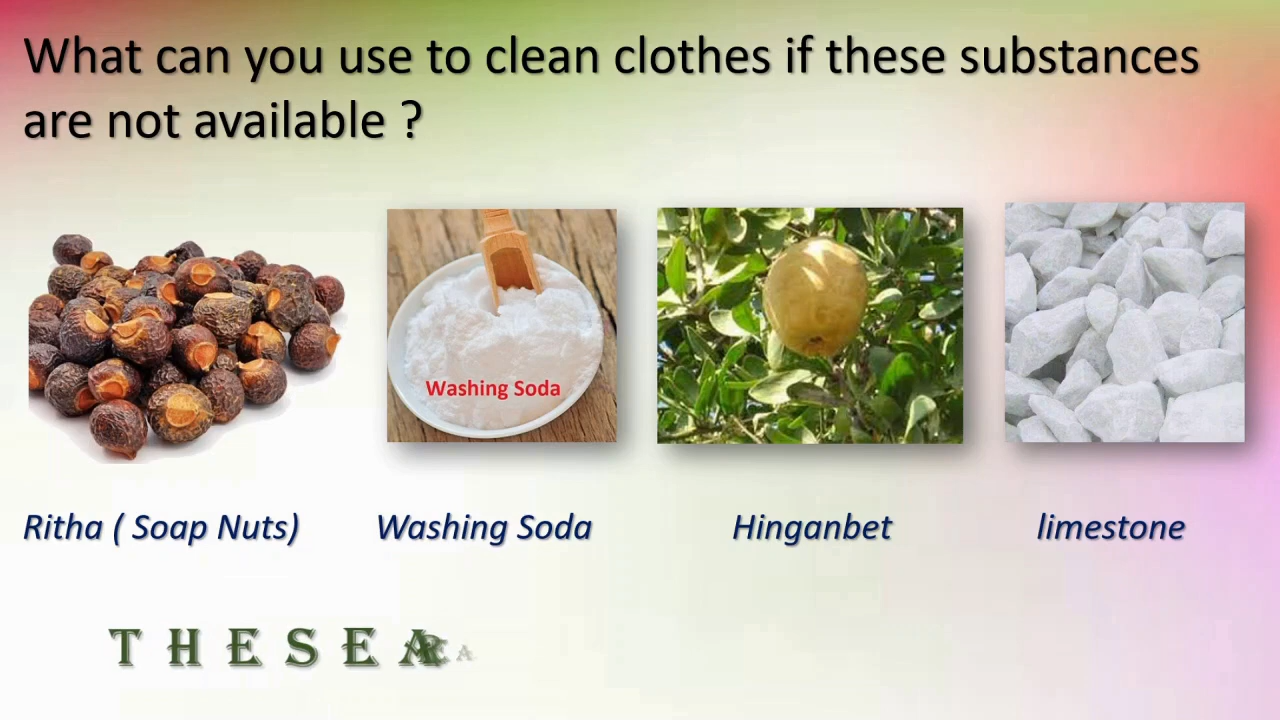 What can you use to clean clothes if these substances
are not available ?
Washing Soda
Ritha ( Soap Nuts) Washing Soda Hinganbet limestone
THESE